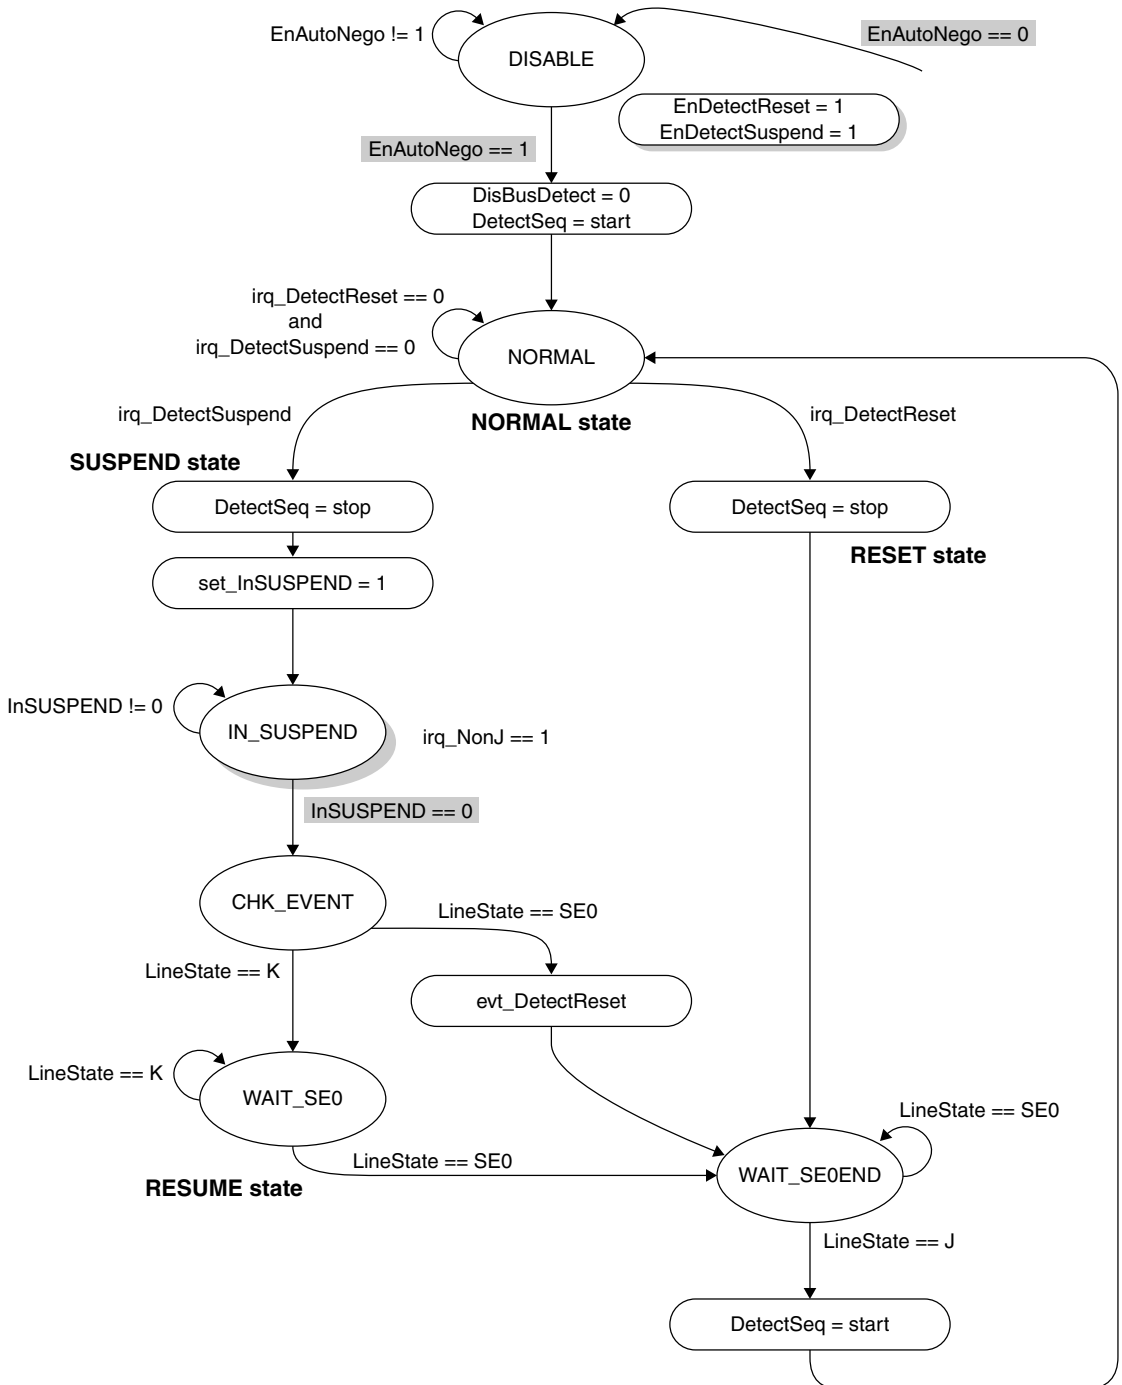 EnAutoNego != 1
DISABLE
EnAutoNego == 0
EnDetectReset = 1
EnDetectSuspend = 1
EnAutoNego == 1
DisBusDetect = 0
DetectSeq = start
irq_DetectReset == 0
and
irq_DetectSuspend == 0
NORMAL
irq_DetectSuspend
NORMAL state
irq_DetectReset
SUSPEND state
DetectSeq = stop
DetectSeq = stop
RESET state
set_InSUSPEND = 1
InSUSPEND != 0
IN_SUSPEND
irq_NonJ == 1
InSUSPEND == 0
CHK_EVENT
LineState == SE0
LineState == K
evt_DetectReset
LineState == K
WAIT_SE0
LineState == SE0
LineState == SE0
WAIT_SE0END
RESUME state
LineState == J
DetectSeq = start